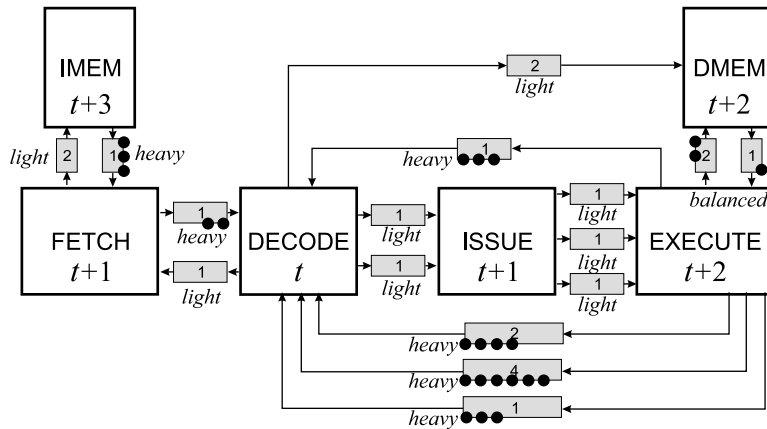 IMEM
t+3
DMEM
t+2
2
light
light
2
1
heavy
1
heavy
2
1
balanced
FETCH
t+1
1
heavy
1
light
DECODE
t
1
light
1
light
ISSUE
t+1
1
light
1
light
1
light
EXECUTE
t+2
2
heavy
4
heavy
1
heavy